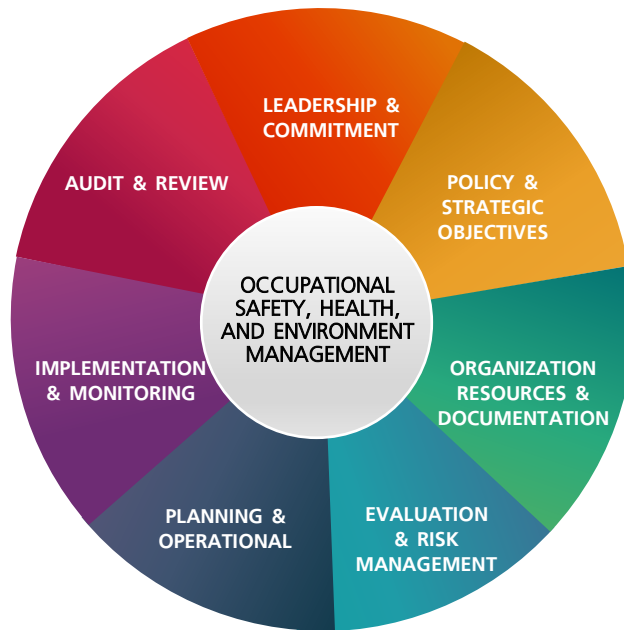 LEADERSHIP &
COMMITMENT
POLICY &
STRATEGIC
OBJECTIVES
ORGANIZATION
RESOURCES &
DOCUMENTATION
EVALUATION
& RISK
MANAGEMENT
PLANNING &
OPERATIONAL
IMPLEMENTATION
& MONITORING
AUDIT & REVIEW
OCCUPATIONAL
SAFETY, HEALTH,
AND ENVIRONMENT
MANAGEMENT